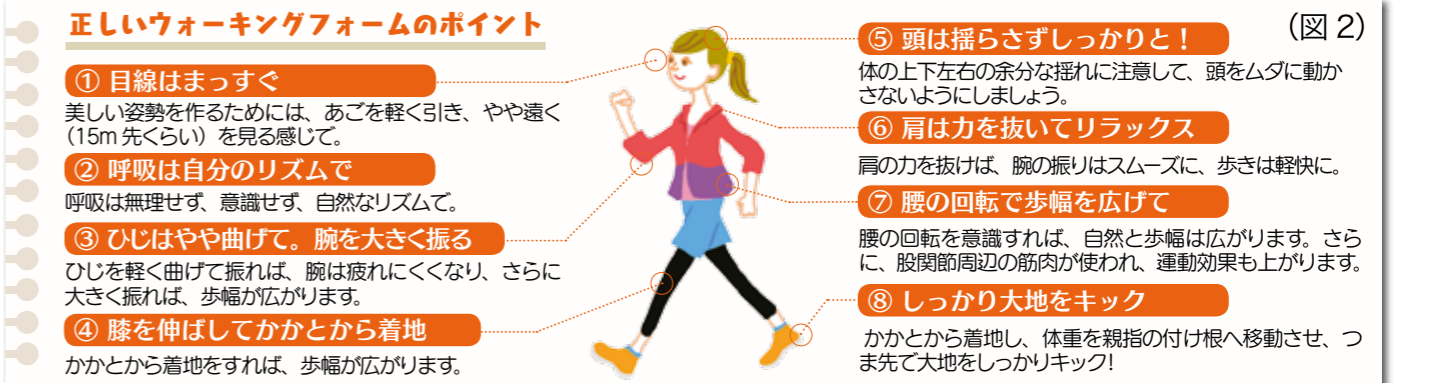 正しいウォーキングフォームのポイント
① 目線はまっすぐ
美しい姿勢を作るためには、あごを軽く引き、やや遠く
（15m 先くらい）を見る感じで。
② 呼吸は自分のリズムで
呼吸は無理せず、意識せず、自然なリズムで。
③ ひじはやや曲げて。腕を大きく振る
ひじを軽く曲げて振れば、腕は疲れにくくなり、さらに
大きく振れば、歩幅が広がります。
④ 膝を伸ばしてかかとから着地
かかとから着地をすれば、歩幅が広がります。
（図 2）
⑤ 頭は揺らさずしっかりと！
体の上下左右の余分な揺れに注意して、頭をムダに動か
さないようにしましょう。
⑥ 肩は力を抜いてリラックス
肩の力を抜けば、腕の振りはスムーズに、歩きは軽快に。
⑦ 腰の回転で歩幅を広げて
腰の回転を意識すれば、自然と歩幅は広がります。さら
に、股関節周辺の筋肉が使われ、運動効果も上がります。
⑧ しっかり大地をキック
かかとから着地し、体重を親指の付け根へ移動させ、つ
ま先で大地をしっかりキック!